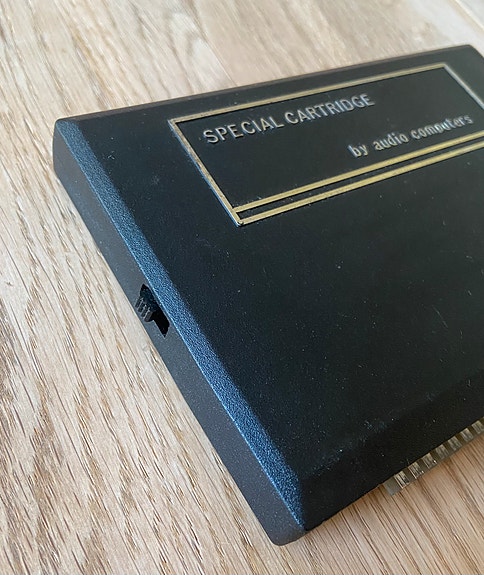 SPECIAL CARTRIDGE
by audio computers